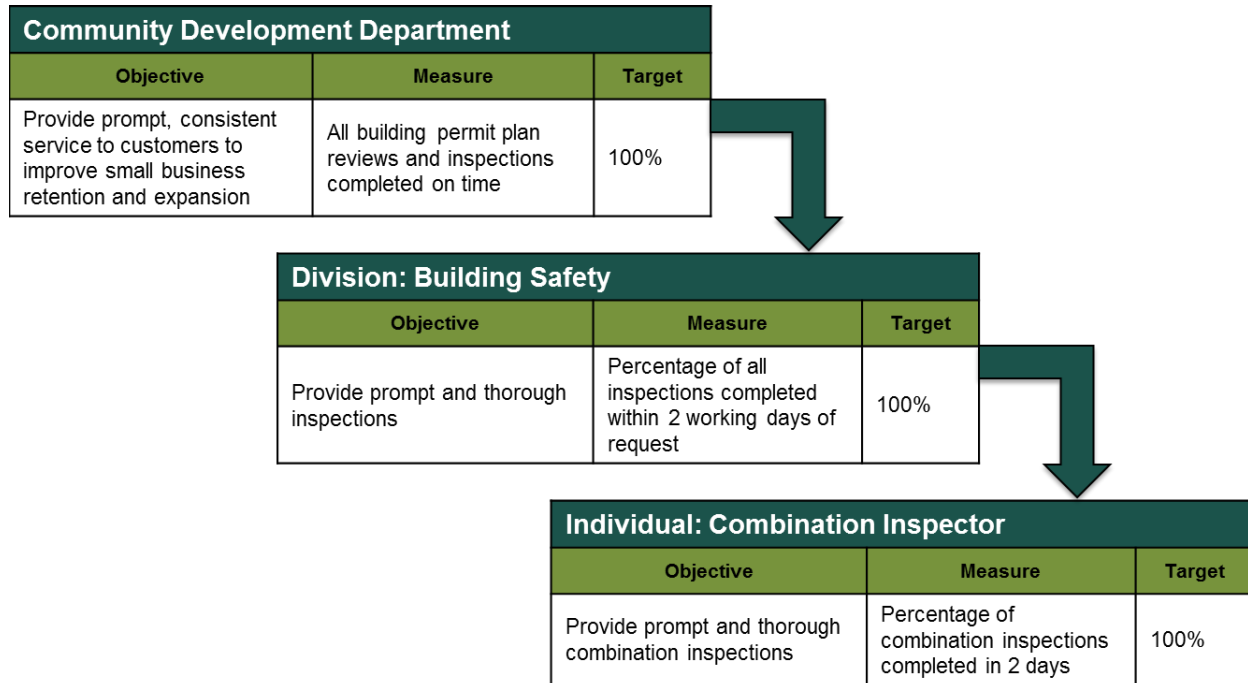 Community Development Department
Objective Measure Target
Provide prompt, consistent
service to customers to
improve small business
retention and expansion
All building permit plan
reviews and inspections
completed on time
100%
Division: Building Safety
Objective Measure Target
Provide prompt and thorough
inspections
Percentage of all
inspections completed
within 2 working days of
request
100%
Individual: Combination Inspector
Objective Measure Target
Provide prompt and thorough
combination inspections
Percentage of
combination inspections
completed in 2 days
100%